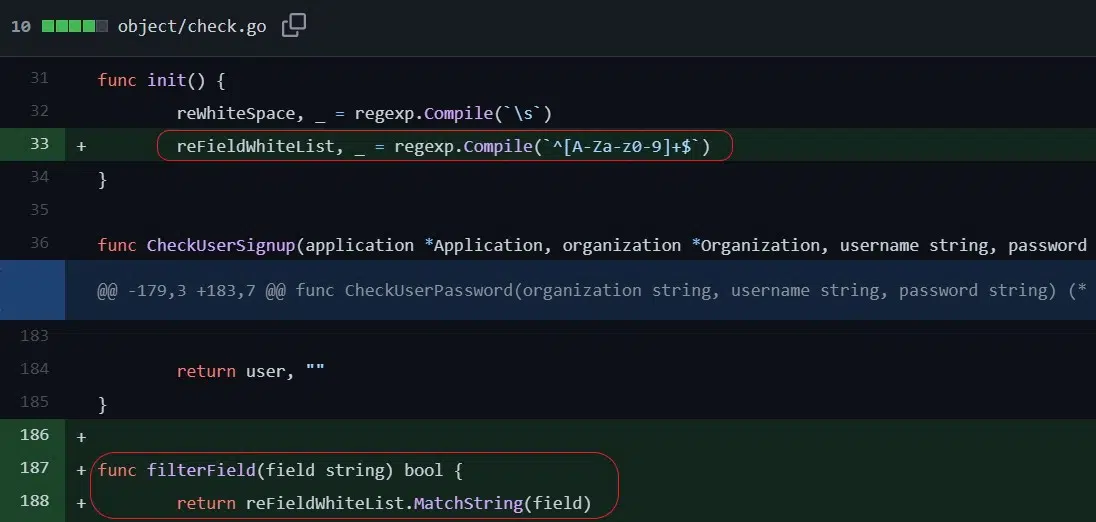 10 object/check.go
31 func init() {
32 reWhiteSpace, _ = regexp.Compile(`\s`)
33 + reFieldWhiteList, _ = regexp.Compile(`^[A-Za-z0-9]+$`)
34 }
35
36 func CheckUserSignup(application *Application, organization *Organization, username string, password
@@ -179,3 +183,7 @@ func CheckUserPassword(organization string, username string, password string) (*
183
184 return user, ""
185 }
186 +
187 + func filterField(field string) bool {
188 + return reFieldWhiteList.MatchString(field)